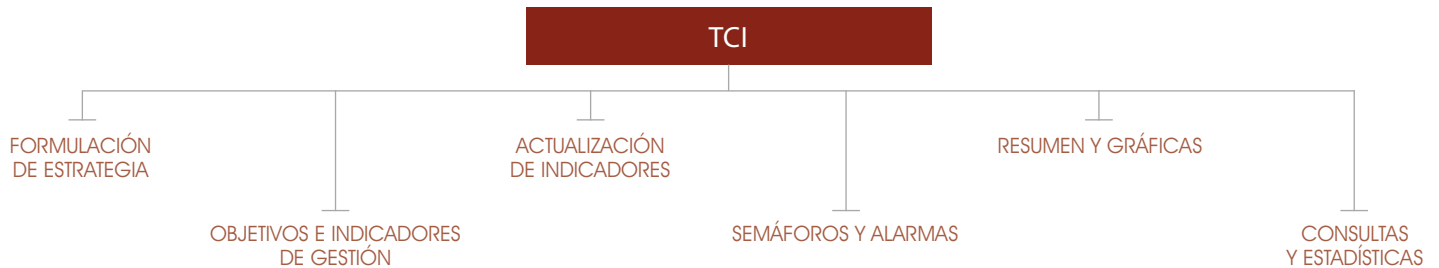 TCI
FORMULACIÓN
DE ESTRATEGIA
OBJETIVOS E INDICADORES
DE GESTIÓN
ACTUALIZACIÓN
DE INDICADORES
SEMÁFOROS Y ALARMAS
RESUMEN Y GRÁFICAS
CONSULTAS
Y ESTADÍSTICAS